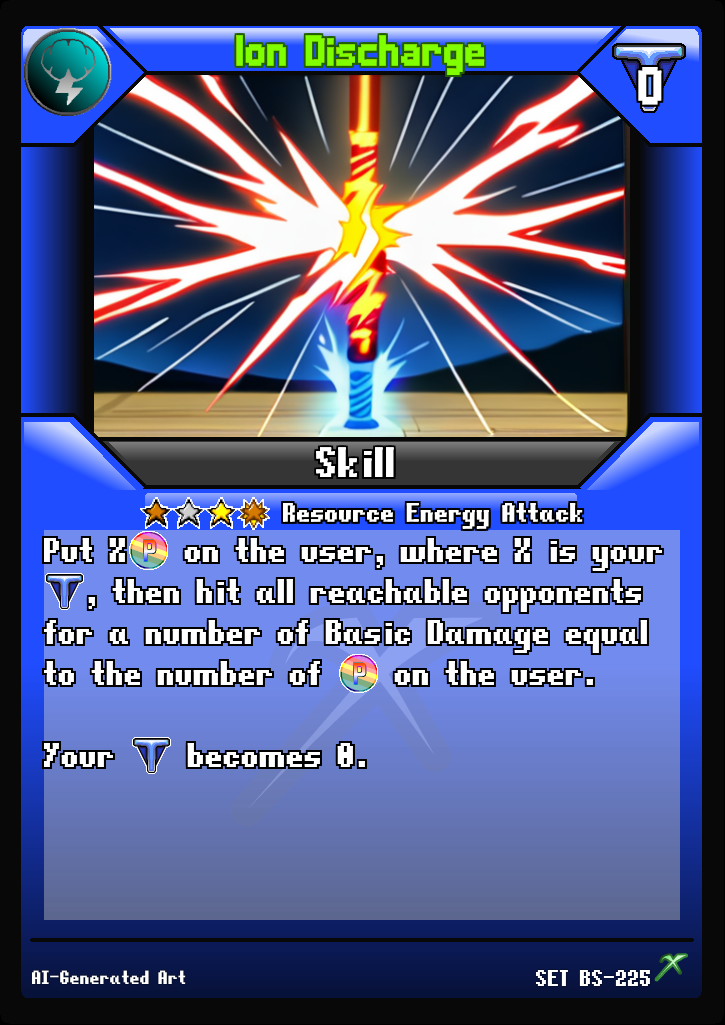 Ion Discharge
0
Skill
Resource Energy Attack
Put X P on the user, where X is your
T, then hit all reachable opponents
for a number of Basic Damage equal
to the number of P on the user.
Your T becomes 0.
AI-Generated Art
SET BS-225